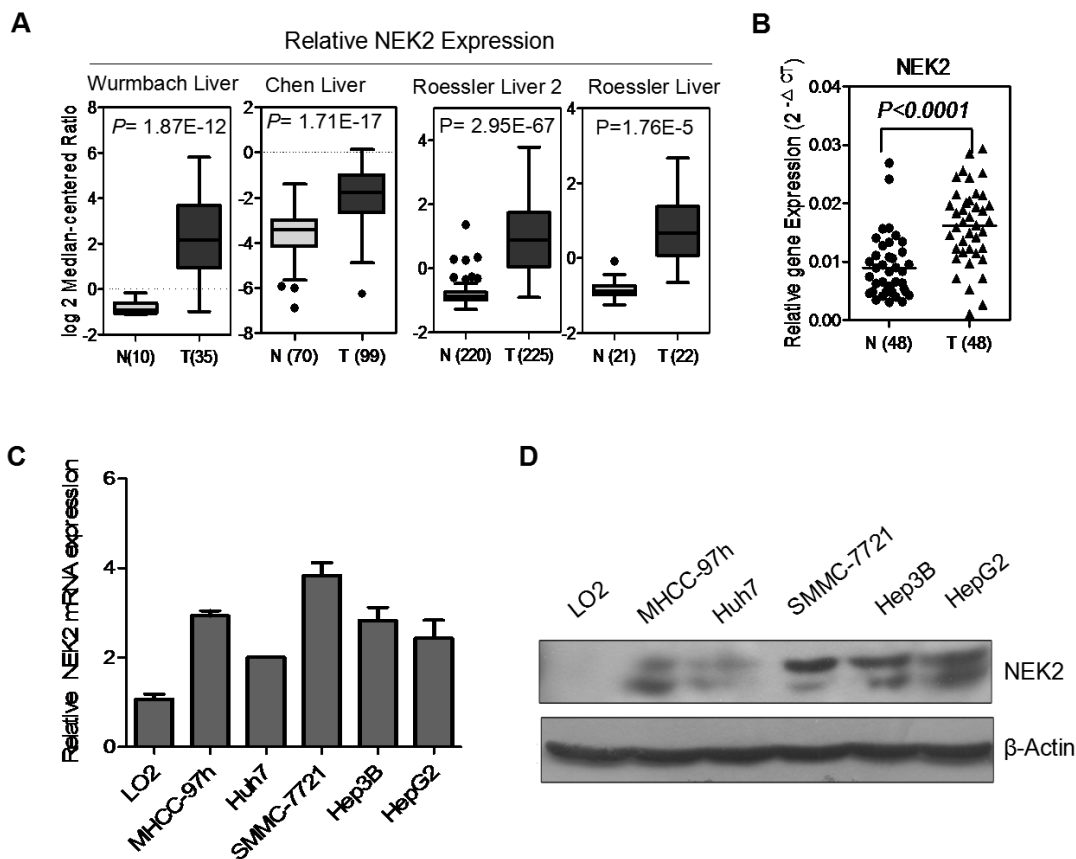 A
Relative NEK2 Expression
Wurmbach Liver
Chen Liver
Roessler Liver 2
Roessler Liver
log 2 Median-centered Ratio
8
6
4
2
0
-2
P= 1.87E-12
N(10)
T(35)
2
0
-2
-4
-6
-8
P= 1.71E-17
N (70)
T (99)
4
2
0
-2
P= 2.95E-67
N (220)
T (225)
4
2
0
-2
P=1.76E-5
N (21)
T (22)
B
NEK2
P<0.0001
Relative gene Expression (2 -△ CT)
0.04
0.03
0.02
0.01
0.00
N (48)
T (48)
C
Relative NEK2 mRNA expression
6
4
2
0
LO2
MHCC-97h
Huh7
SMMC-7721
Hep3B
HepG2
D
LO2
MHCC-97h
Huh7
SMMC-7721
Hep3B
HepG2
NEK2
β-Actin